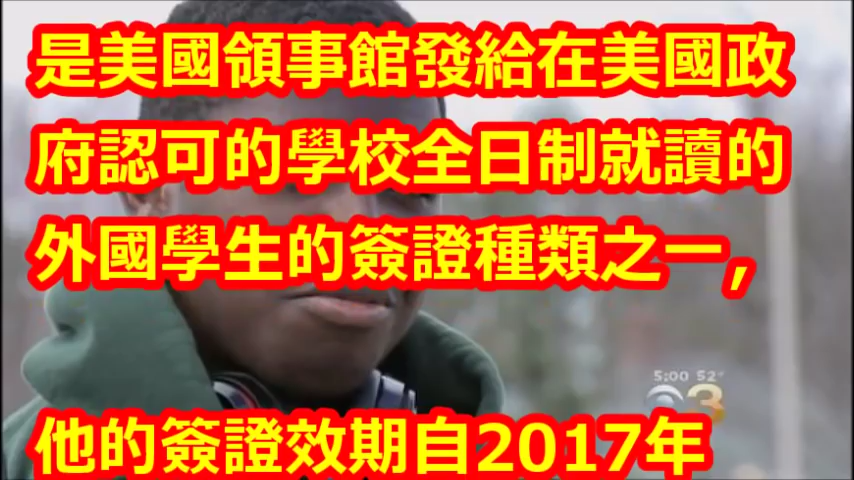 是美國領事館發給在美國政
府認可的學校全日制就讀的
外國學生的簽證種類之一,
5:00 52°
3
他的簽證效期自2017年